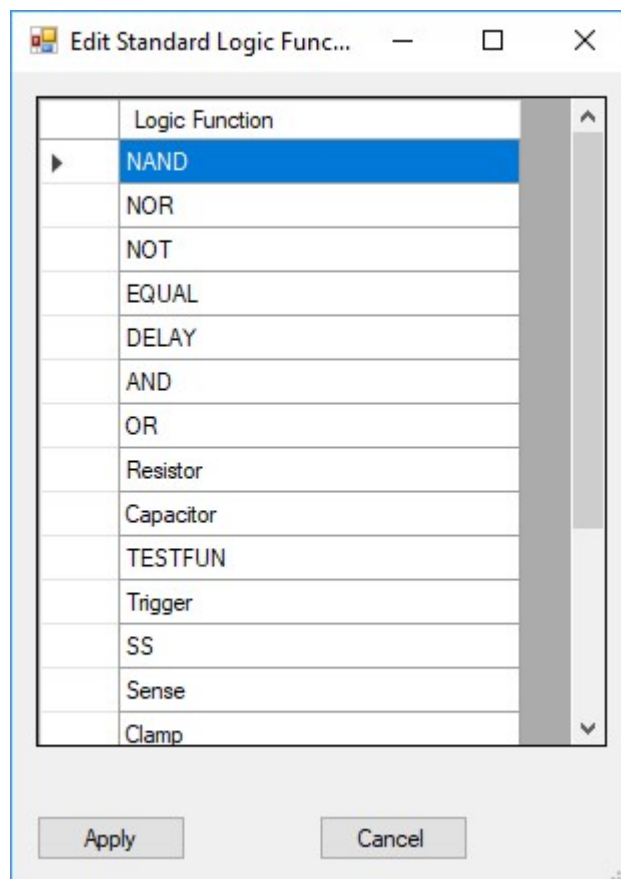 Edit Standard Logic Func...
Logic Function
NAND
NOR
NOT
EQUAL
DELAY
AND
OR
Resistor
Capacitor
TESTFUN
Trigger
SS
Sense
Clamp
Apply Cancel